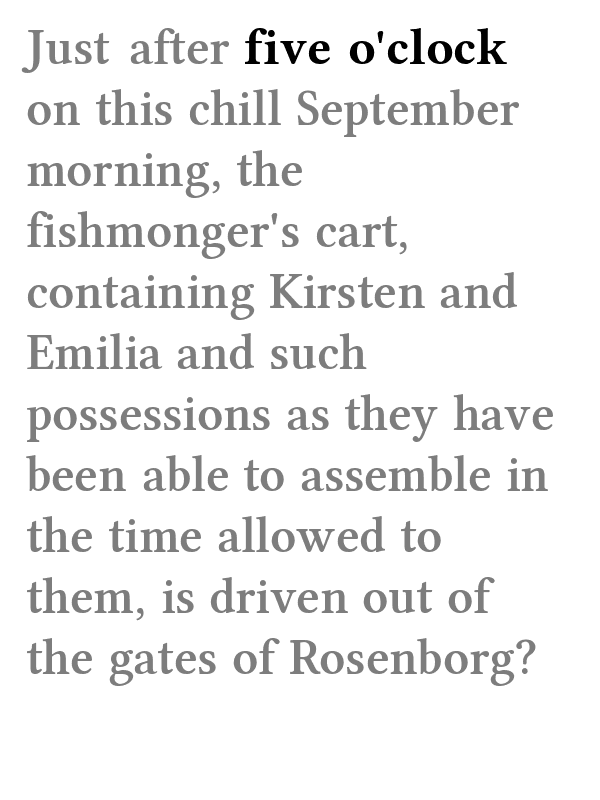 Just after five o'clock
on this chill September
morning, the
fishmonger's cart,
containing Kirsten and
Emilia and such
possessions as they have
been able to assemble in
the time allowed to
them, is driven out of
the gates of Rosenborg?